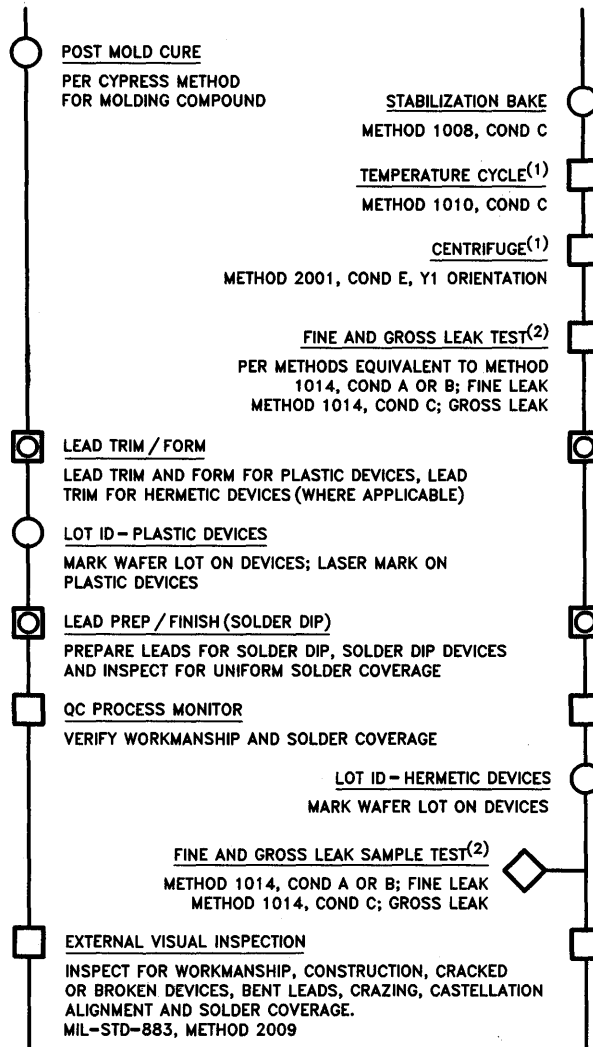 POST MOLD CURE
PER CYPRESS METHOD
FOR MOLDING COMPOUND
STABILIZATION BAKE
METHOD 1008, COND C
TEMPERATURE CYCLE(1)
METHOD 1010, COND C
CENTRIFUGE(1)
METHOD 2001, COND E, Y1 ORIENTATION
FINE AND GROSS LEAK TEST(2)
PER METHODS EQUIVALENT TO METHOD
1014, COND A OR B; FINE LEAK
METHOD 1014, COND C; GROSS LEAK
LEAD TRIM/FORM
LEAD TRIM AND FORM FOR PLASTIC DEVICES, LEAD
TRIM FOR HERMETIC DEVICES (WHERE APPLICABLE)
LOT ID-PLASTIC DEVICES
MARK WAFER LOT ON DEVICES; LASER MARK ON
PLASTIC DEVICES
LEAD PREP/FINISH (SOLDER DIP)
PREPARE LEADS FOR SOLDER DIP, SOLDER DIP DEVICES
AND INSPECT FOR UNIFORM SOLDER COVERAGE
QC PROCESS MONITOR
VERIFY WORKMANSHIP AND SOLDER COVERAGE
LOT ID-HERMETIC DEVICES
MARK WAFER LOT ON DEVICES
FINE AND GROSS LEAK SAMPLE TEST(2)
METHOD 1014, COND A OR B; FINE LEAK
METHOD 1014, COND C; GROSS LEAK
EXTERNAL VISUAL INSPECTION
INSPECT FOR WORKMANSHIP, CONSTRUCTION, CRACKED
OR BROKEN DEVICES, BENT LEADS, CRAZING, CASTELLATION
ALIGNMENT AND SOLDER COVERAGE.
MIL-STD-883, METHOD 2009